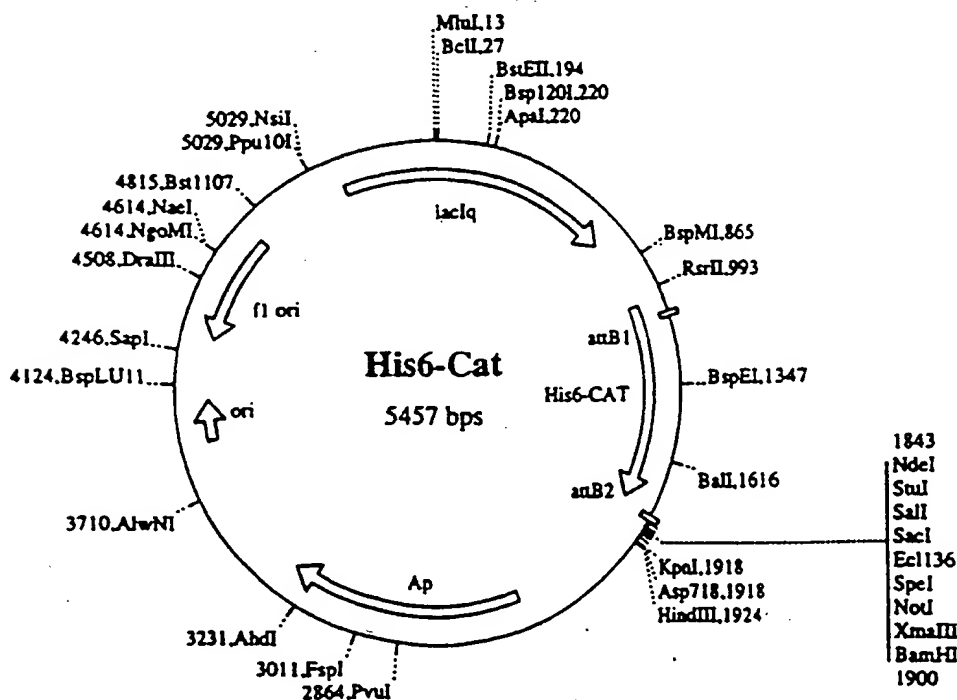 MluI,13
BclI,27
BstEII,194
Bsp120I,220
ApaI,220
5029,NsiI
5029,Ppu10I
4815,Bst1107
4614,NaeI
4614,NgoMI
4508,DraIII
4246,SapI
4124,BspLU11
3710,AlwNI
3231,AhdI
3011,FspI
2864,PvuI
lacIq
f1 ori
ori
Ap
His6-Cat
5457 bps
attB1
His6-CAT
attB2
BspMI,865
RsrII,993
BspEI,1347
BalI,1616
KpnI,1918
Asp718,1918
HindIII,1924
1843
NdeI
StuI
SalI
SacI
Ecl136
SpeI
NotI
XmaIII
BamHI
1900